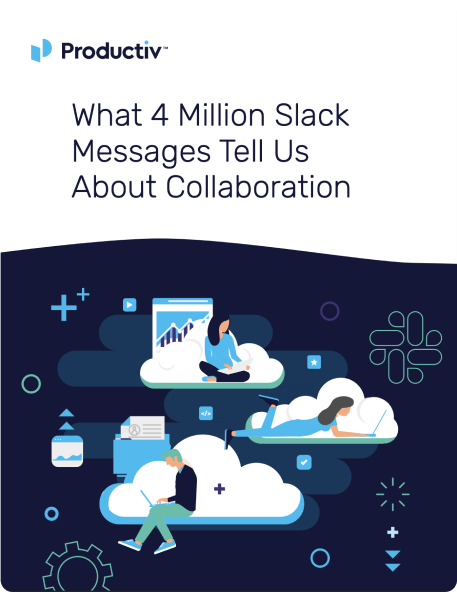 Productiv™
What 4 Million Slack
Messages Tell Us
About Collaboration
</>